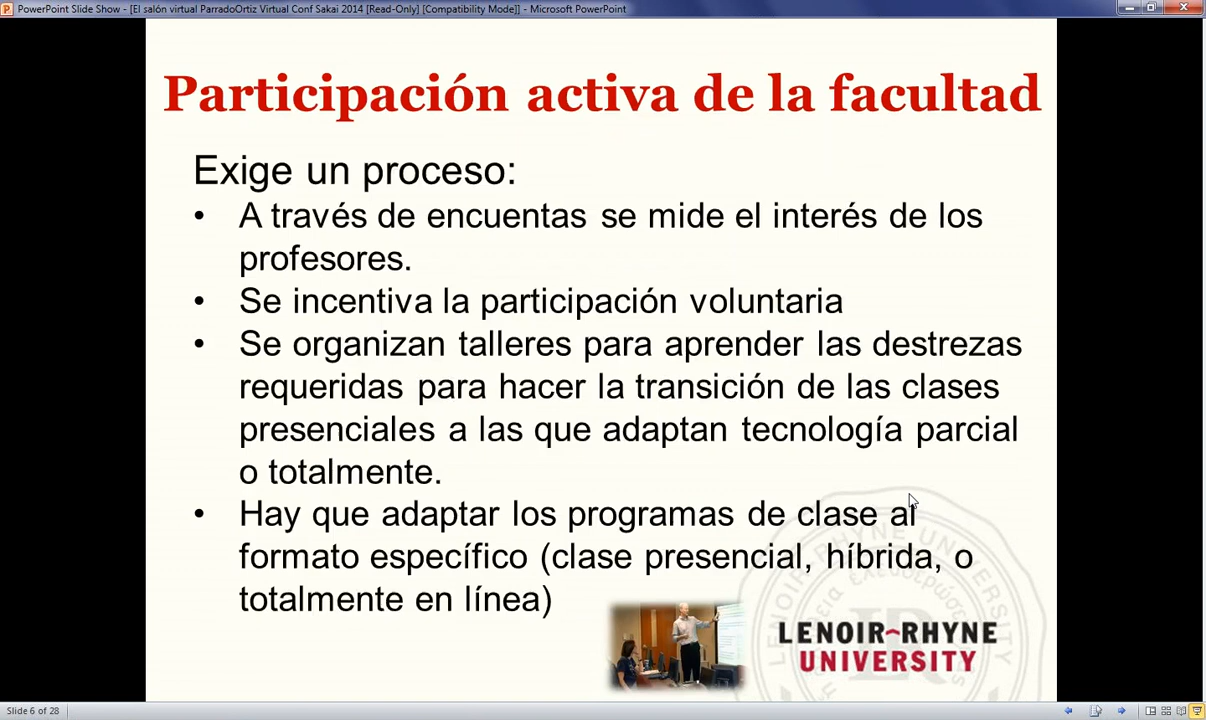 PowerPoint Slide Show - [El salón virtual ParradoOrtiz Virtual Conf Sakai 2014 [Read-Only] [Compatibility Mode]] - Microsoft PowerPoint
Participación activa de la facultad
Exige un proceso:
• A través de encuentas se mide el interés de los
profesores.
• Se incentiva la participación voluntaria
• Se organizan talleres para aprender las destrezas
requeridas para hacer la transición de las clases
presenciales a las que adaptan tecnología parcial
o totalmente.
• Hay que adaptar los programas de clase al
formato específico (clase presencial, híbrida, o
totalmente en línea)
LENOIR-RHYNE
UNIVERSITY
Slide 6 of 28